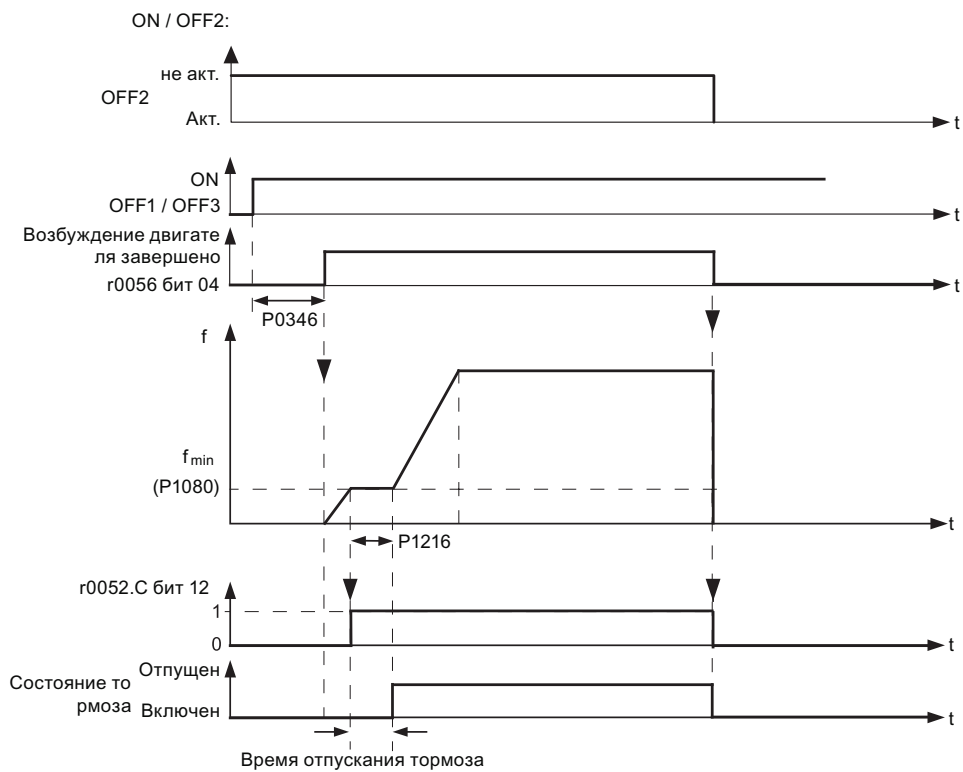 ON / OFF2:
не акт.
OFF2
Акт.
t
ON
OFF1 / OFF3
t
Возбуждение двигате
ля завершено
r0056 бит 04
t
P0346
f
f min
(P1080)
t
P1216
r0052.C бит 12
1
0
t
Отпущен
Состояние то
рмоза
Включен
t
Время отпускания тормоза